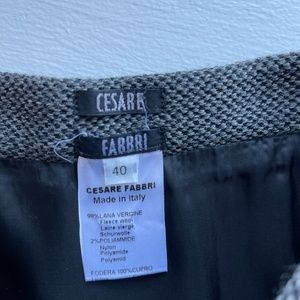 CESARE
FABBRI
40
CESARE FABBRI
Made in Italy
98%LANA VERGINE
Fleece wool
Laine vierge
Schurwolle
2%POLIAMMIDE
Nylon
Polyamide
Polyamid
FODERA 100%CUPRO